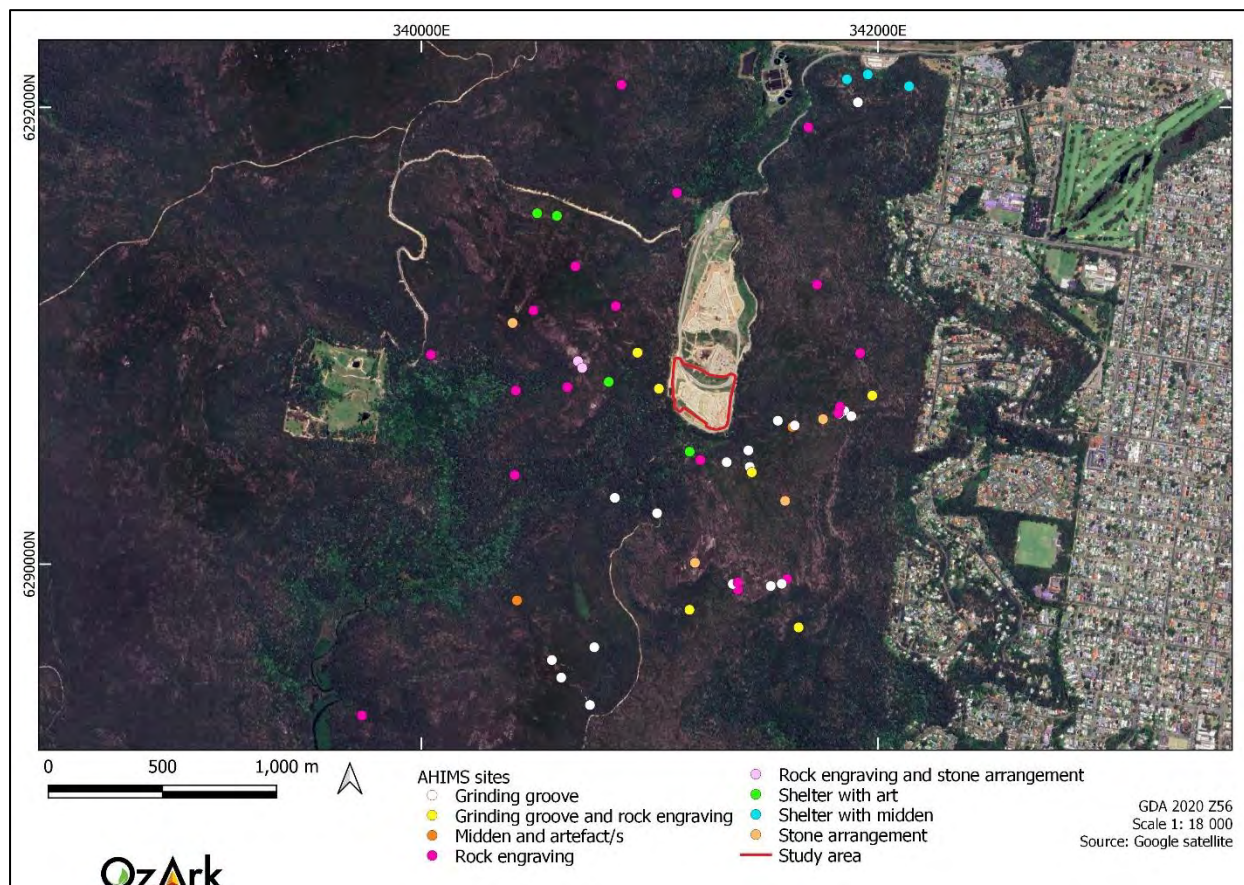 340000E
342000E
6292000N
6290000N
0 500 1,000 m
AHIMS sites
Grinding groove
Grinding groove and rock engraving
Midden and artefact/s
Rock engraving
Rock engraving and stone arrangement
Shelter with art
Shelter with midden
Stone arrangement
Study area
GDA 2020 Z56
Scale 1: 18 000
Source: Google satellite
OzArk